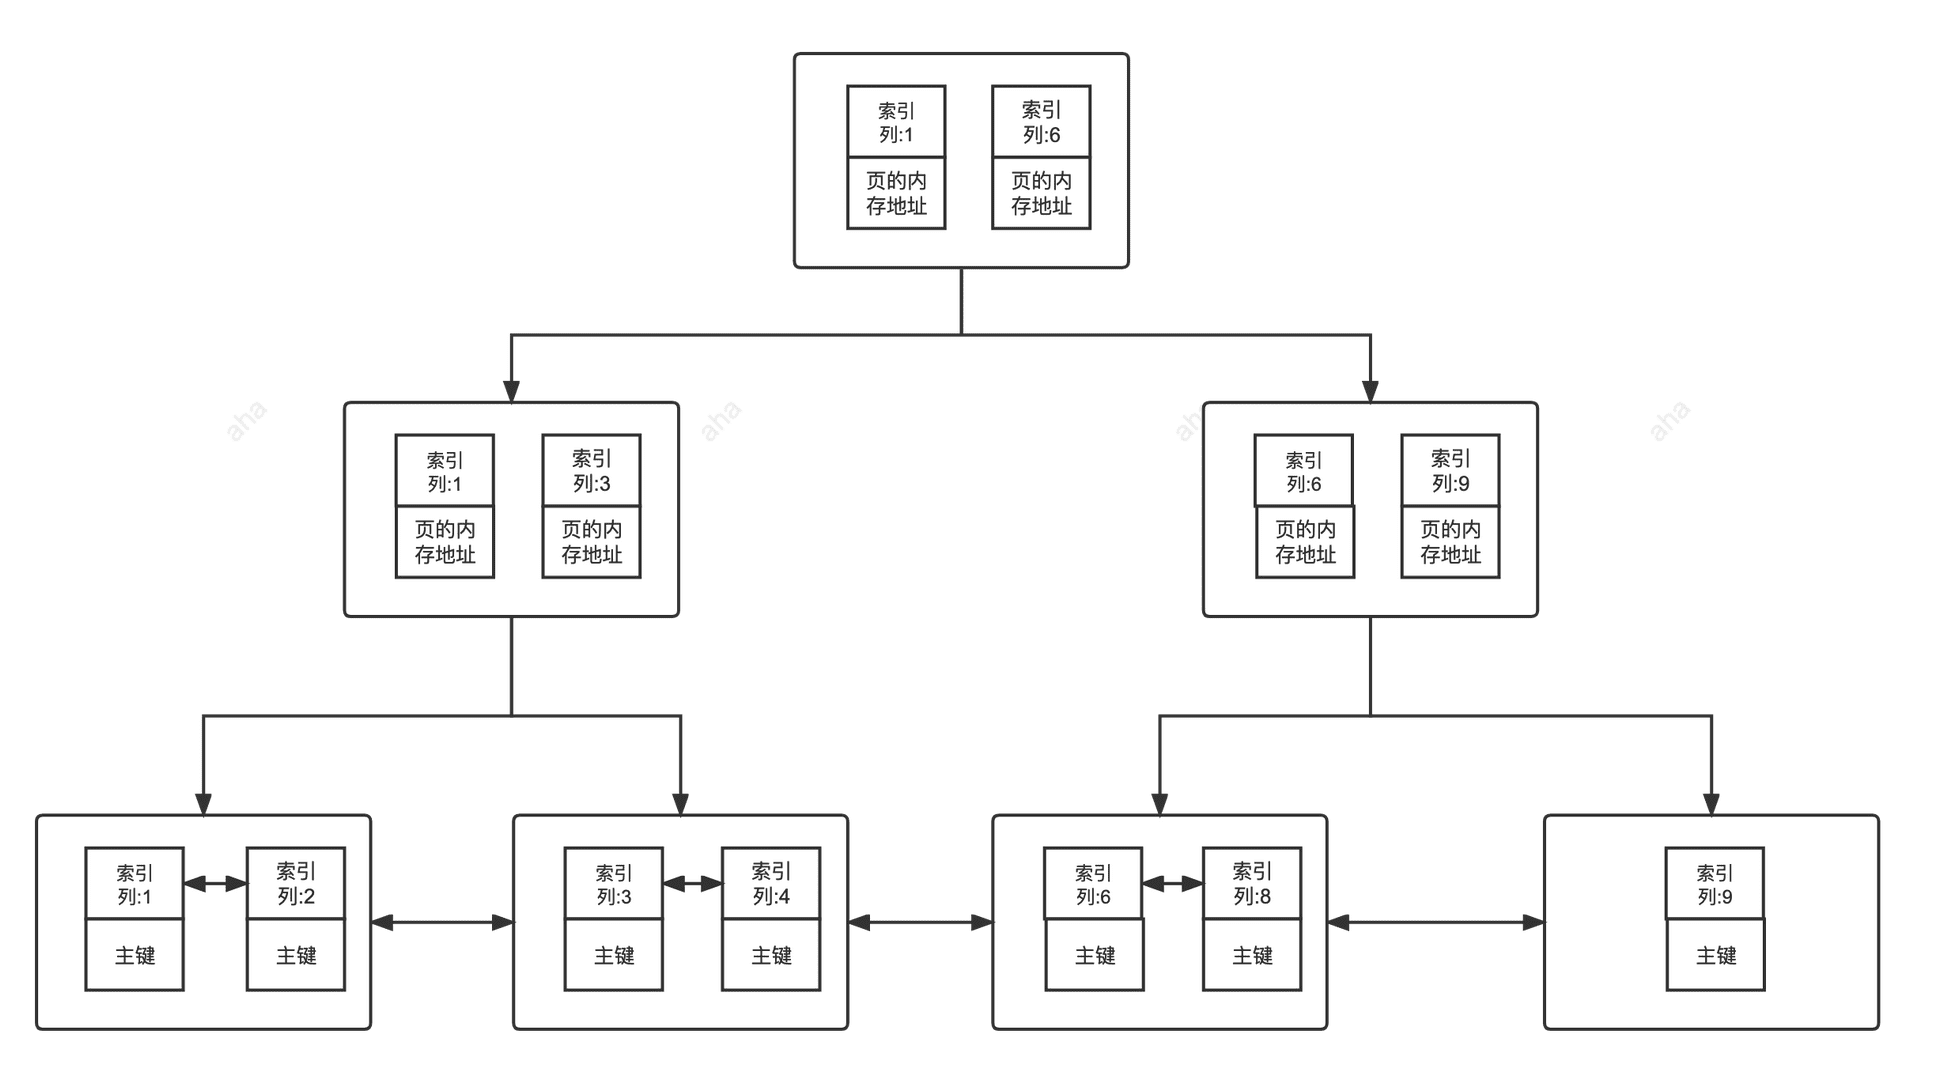 索引
列:1
页的内
存地址
索引
列:6
页的内
存地址
aha
aha
aha
aha
索引
列:1
页的内
存地址
索引
列:3
页的内
存地址
索引
列:6
页的内
存地址
索引
列:9
页的内
存地址
索引
列:1
主键
索引
列:2
主键
索引
列:3
主键
索引
列:4
主键
索引
列:6
主键
索引
列:8
主键
索引
列:9
主键